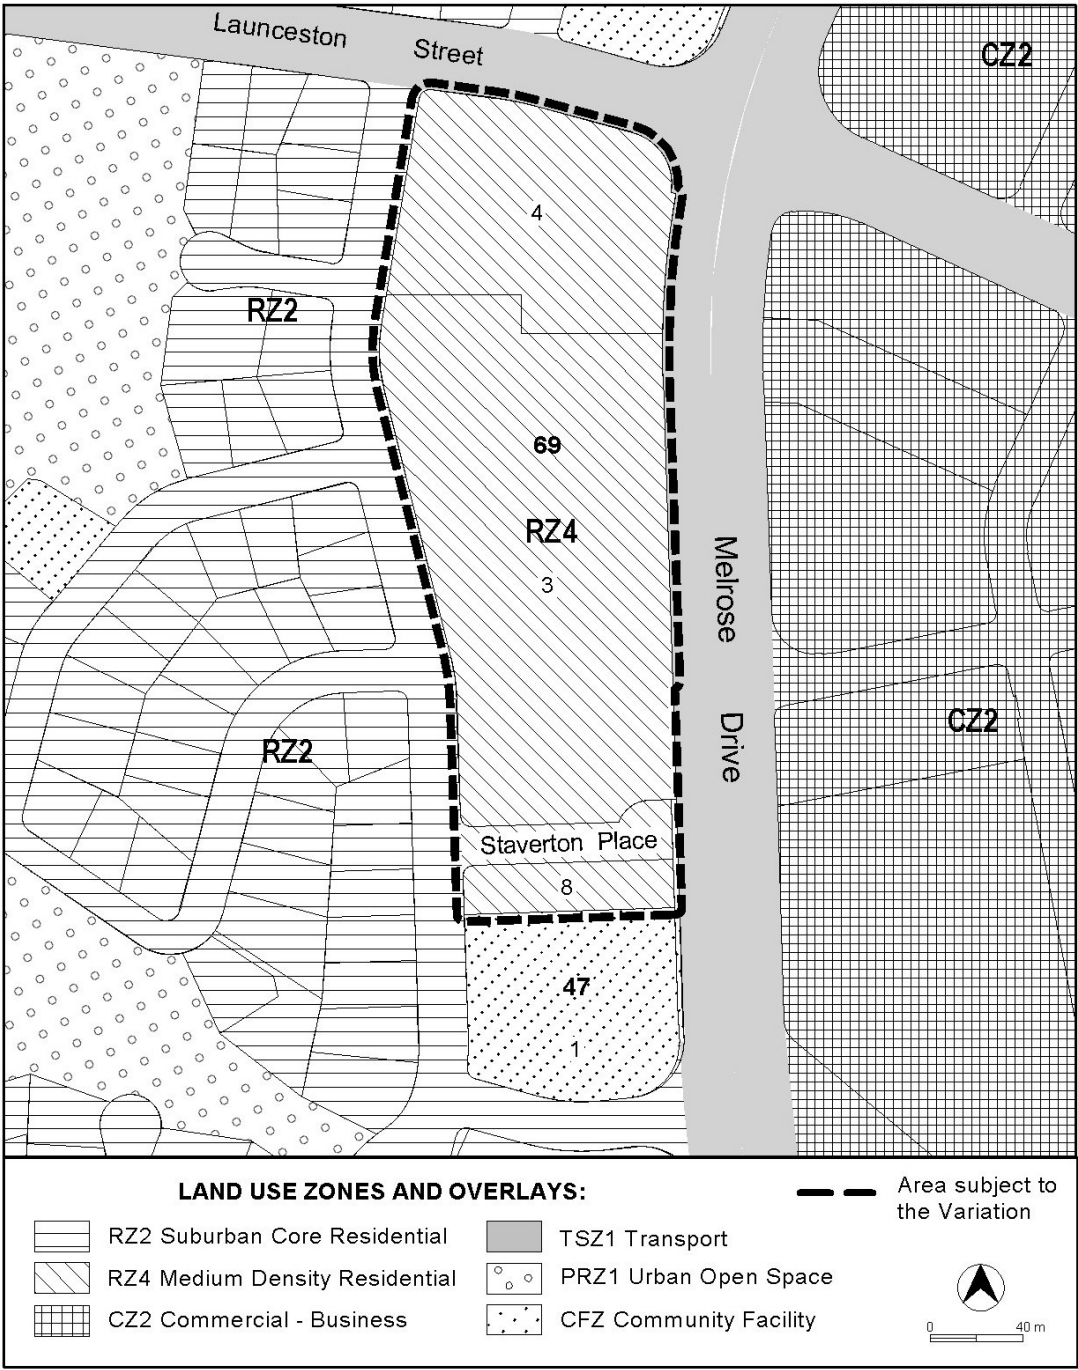 Launceston Street
CZ2
4
RZ2
69
RZ4
3
Melrose Drive
RZ2
CZ2
Staverton Place
8
47
1
LAND USE ZONES AND OVERLAYS:
RZ2 Suburban Core Residential
RZ4 Medium Density Residential
CZ2 Commercial - Business
TSZ1 Transport
PRZ1 Urban Open Space
CFZ Community Facility
Area subject to
the Variation
0 40 m